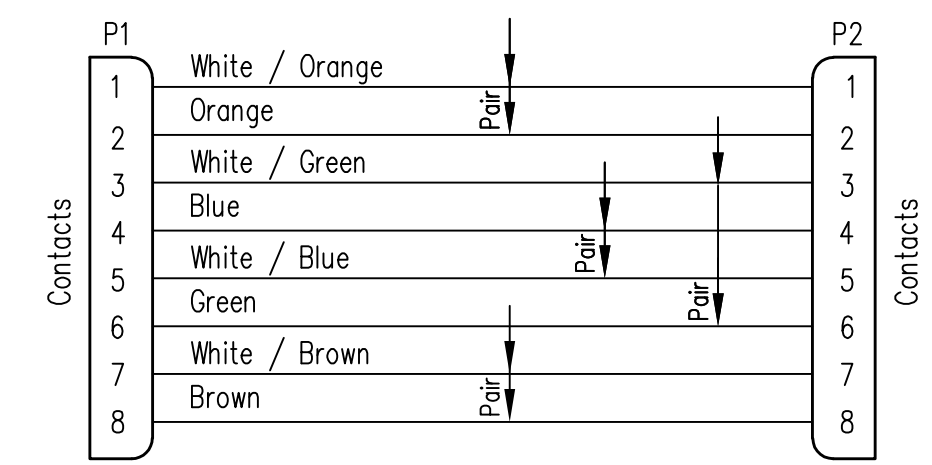 P1 P2
White / Orange
1 1
Orange
Pair
2 2
White / Green
3 3
Blue
4 4
Contacts Contacts
White / Blue
Pair
5 5
Green
Pair
6 6
White / Brown
7 7
Brown
Pair
8 8